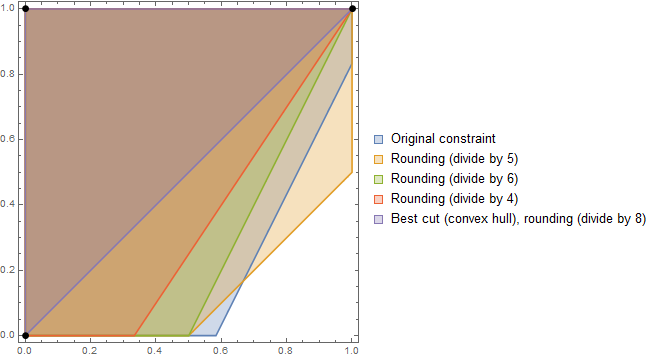 1.0
0.8
0.6
0.4
0.2
0.0
0.0 0.2 0.4 0.6 0.8 1.0
Original constraint
Rounding (divide by 5)
Rounding (divide by 6)
Rounding (divide by 4)
Best cut (convex hull), rounding (divide by 8)